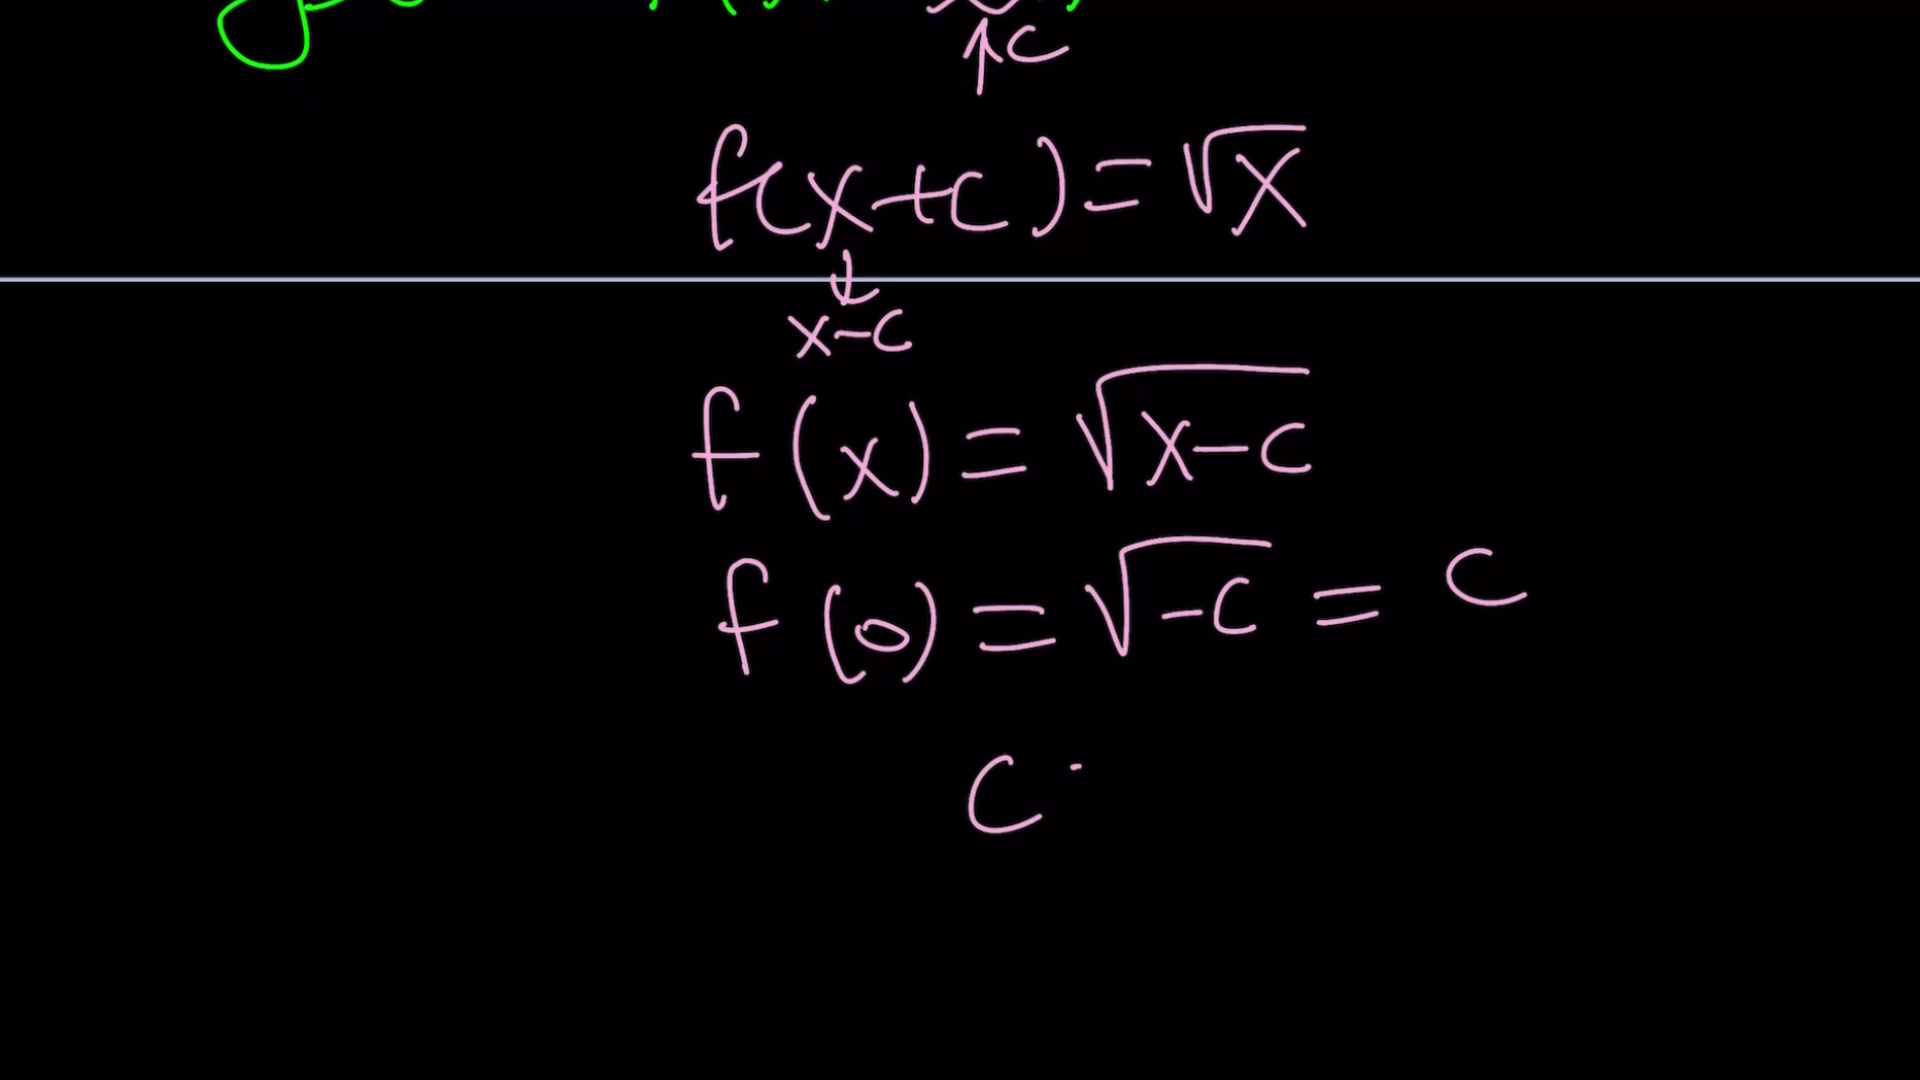 ↑c
f(x+c)=√x
↓
x-c
f(x)=√x-c
f(0)=√-c=c
c